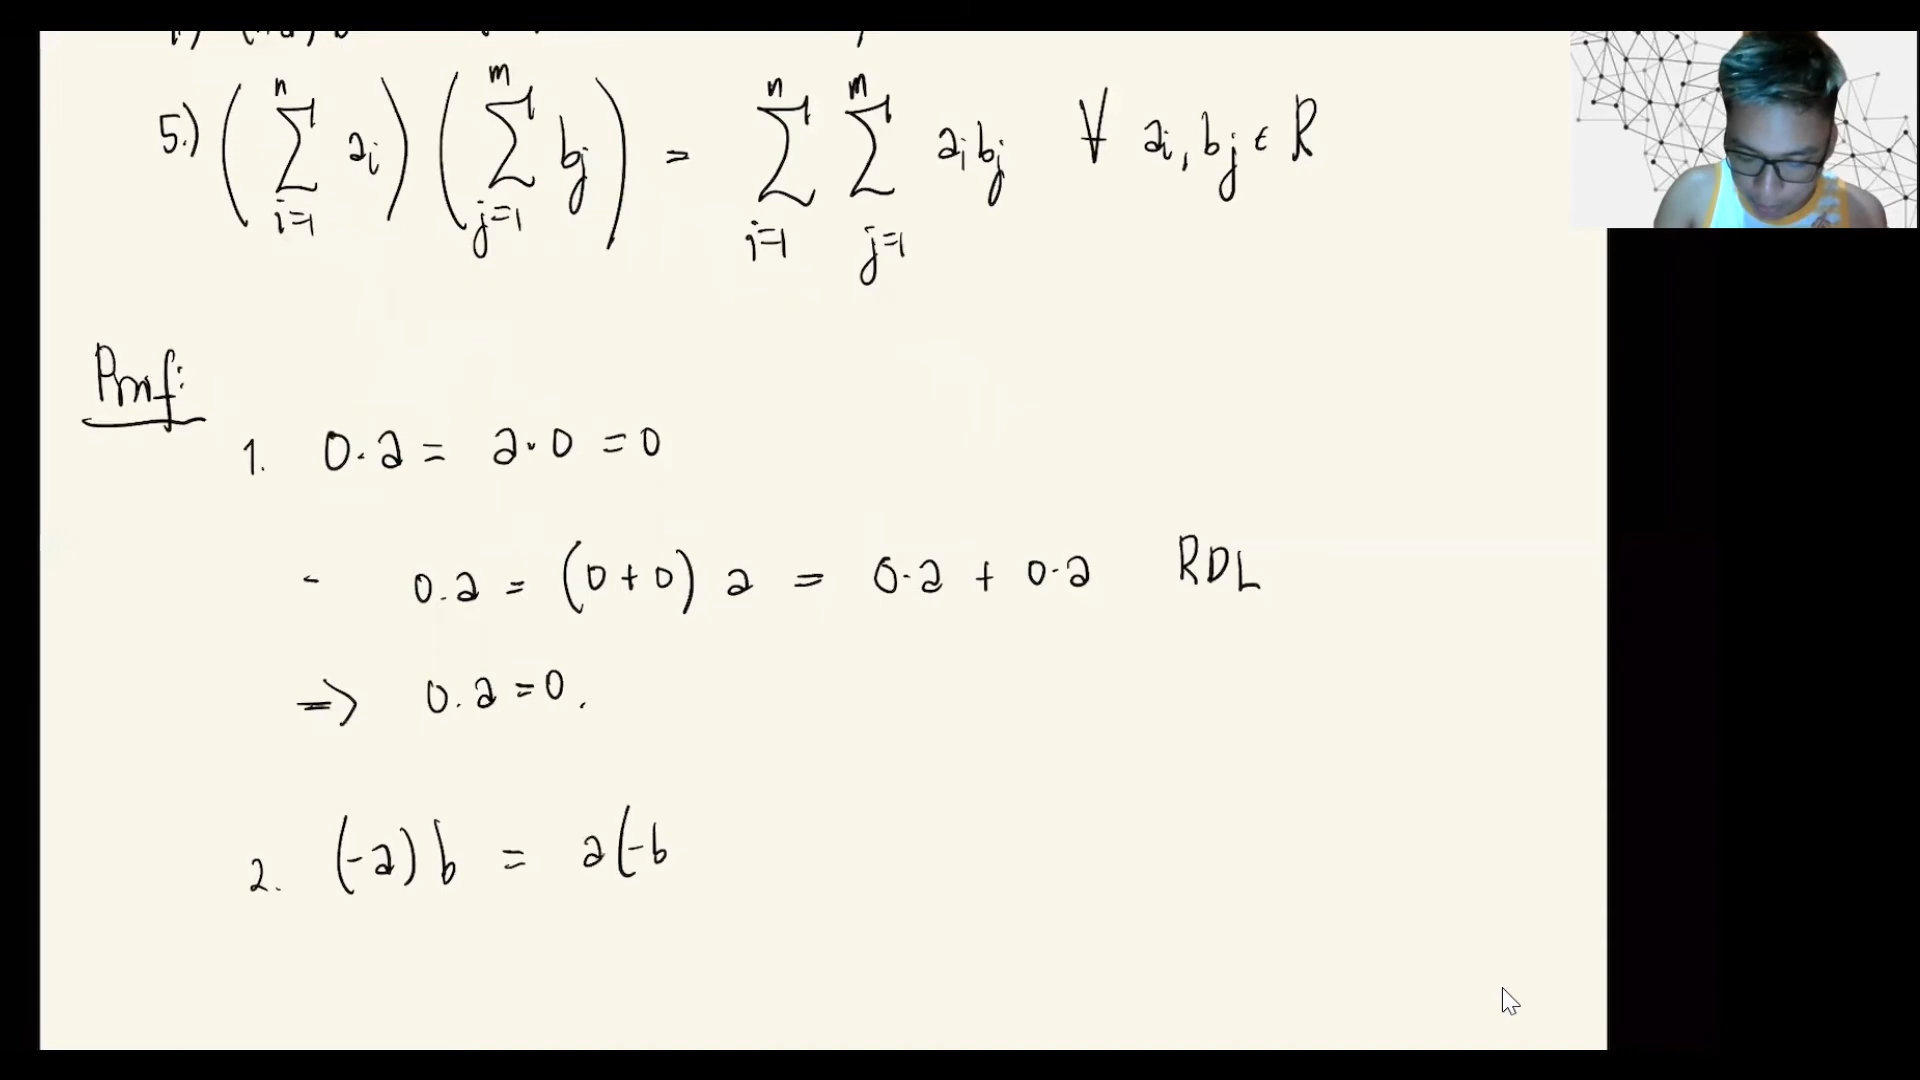 5.) (∑_{i=1}^{n} a_i) (∑_{j=1}^{m} b_j) = ∑_{i=1}^{n} ∑_{j=1}^{m} a_i b_j ∀ a_i, b_j ∈ R
Proof:
1. 0·a = a·0 = 0
- 0·a = (0+0) a = 0·a + 0·a RDL
=> 0·a = 0.
2. (-a) b = a(-b